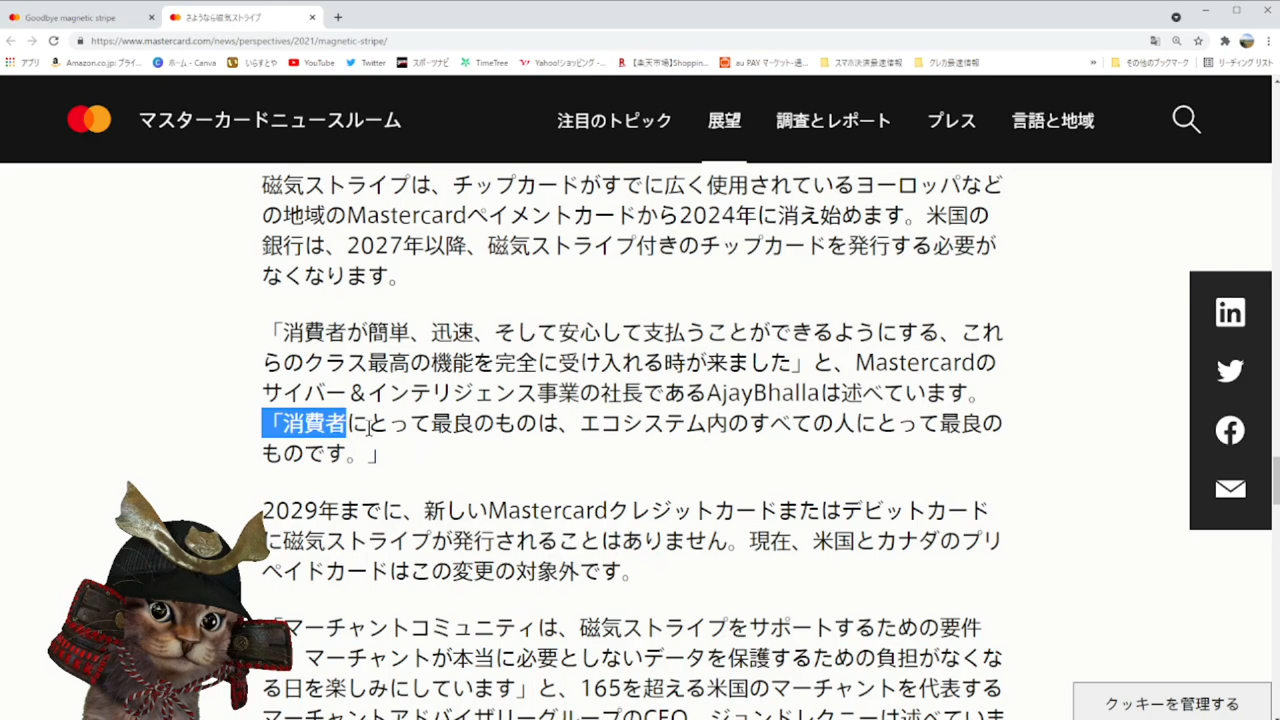 Goodbye magnetic stripe
さようなら磁気ストライプ
https://www.mastercard.com/news/perspectives/2021/magnetic-stripe/
アプリ
Amazon.co.jp: プライ...
ホーム - Canva
いらすとや
YouTube
Twitter
スポーツナビ
TimeTree
Yahoo!ショッピング -...
【楽天市場】Shoppin...
au PAY マーケット-通...
スマホ決済最速情報
クレカ最速情報
»
その他のブックマーク
リーディング リスト
マスターカードニュースルーム
注目のトピック
展望
調査とレポート
プレス
言語と地域
磁気ストライプは、チップカードがすでに広く使用されているヨーロッパなど
の地域のMastercardペイメントカードから2024年に消え始めます。米国の
銀行は、2027年以降、磁気ストライプ付きのチップカードを発行する必要が
なくなります。
「消費者が簡単、迅速、そして安心して支払うことができるようにする、これ
らのクラス最高の機能を完全に受け入れる時が来ました」と、Mastercardの
サイバー＆インテリジェンス事業の社長であるAjayBhallaは述べています。
「消費者にとって最良のものは、エコシステム内のすべての人にとって最良の
ものです。」
2029年までに、新しいMastercardクレジットカードまたはデビットカード
に磁気ストライプが発行されることはありません。現在、米国とカナダのプリ
ペイドカードはこの変更の対象外です。
「マーチャントコミュニティは、磁気ストライプをサポートするための要件
マーチャントが本当に必要としないデータを保護するための負担がなくな
る日を楽しみにしています」と、165を超える米国のマーチャントを代表する
マーチャントアドバイザリーグループのCEO、ジョンドレクニーは述べていま
in
クッキーを管理する